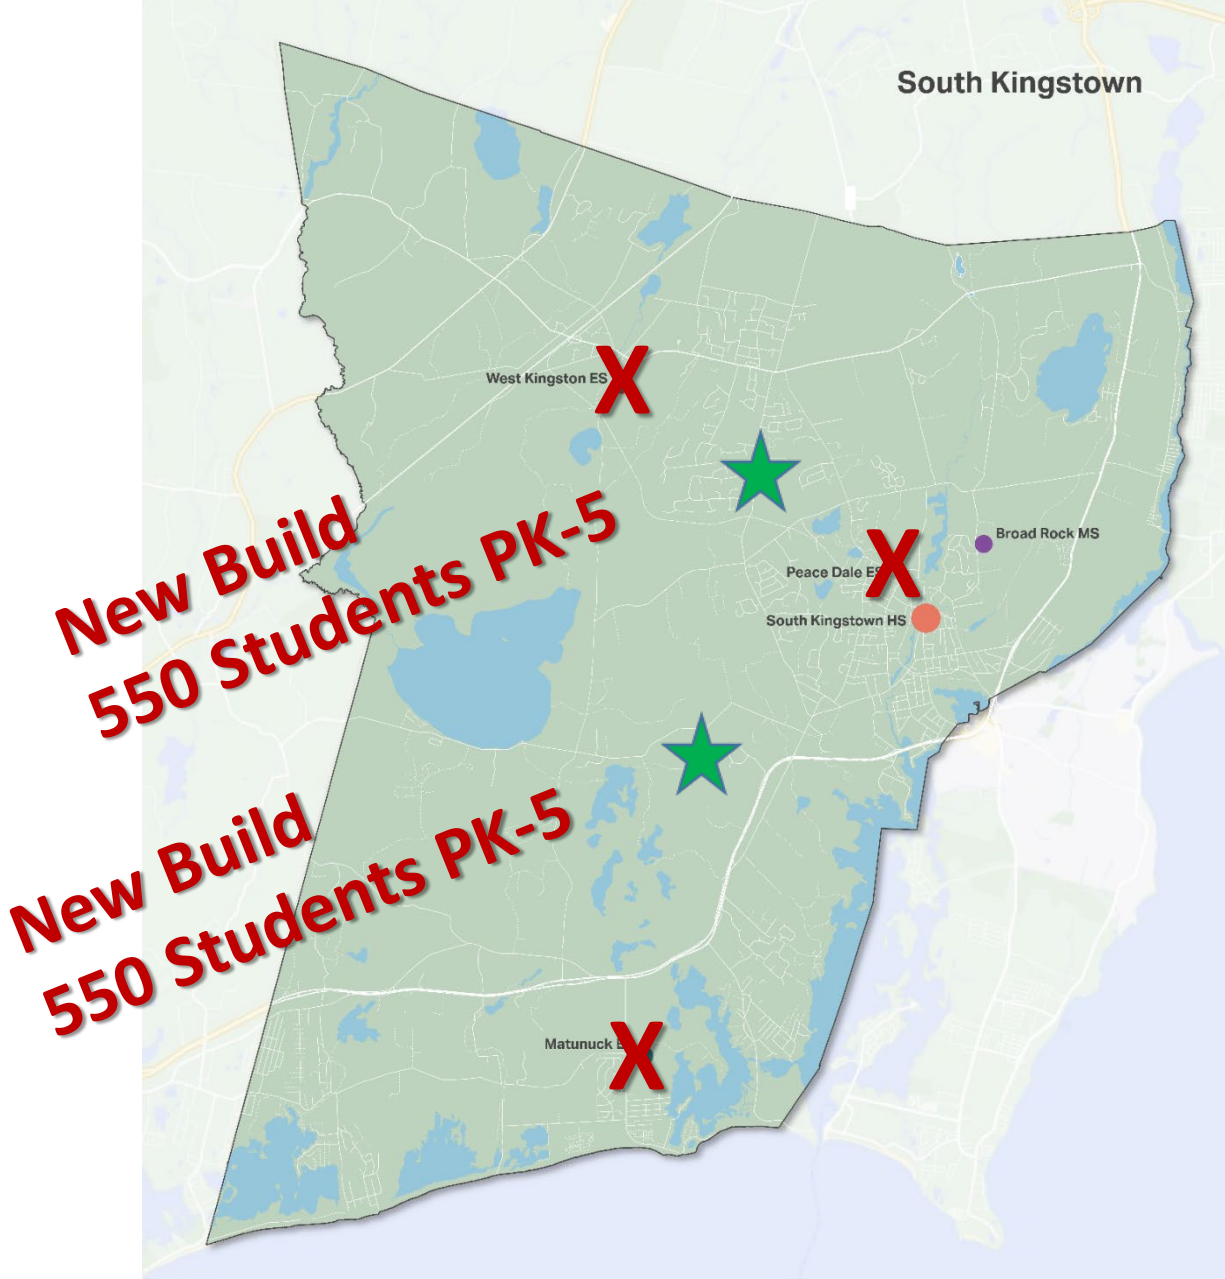 South Kingstown
West Kingston ES
X
New Build
550 Students PK-5
Broad Rock MS
X
Peace Dale ES
South Kingstown HS
New Build
550 Students PK-5
Matunuck E
X